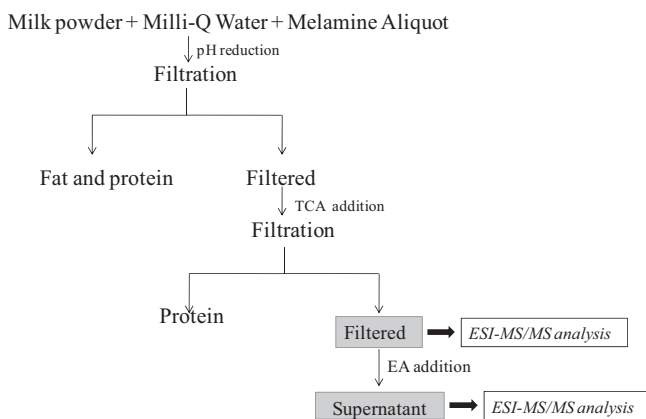 Milk powder + Milli-Q Water + Melamine Aliquot
pH reduction
Filtration
Fat and protein
Filtered
TCA addition
Filtration
Protein
Filtered
ESI-MS/MS analysis
EA addition
Supernatant
ESI-MS/MS analysis